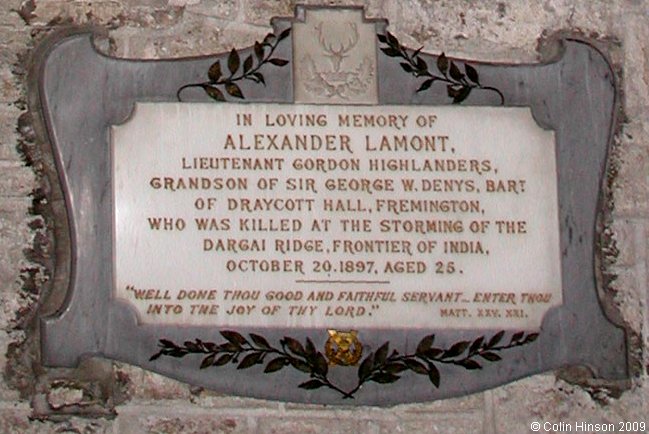 IN LOVING MEMORY OF
ALEXANDER LAMONT,
LIEUTENANT GORDON HIGHLANDERS,
GRANDSON OF SIR GEORGE W. DENYS, BART
OF DRAYCOTT HALL, FREMINGTON,
WHO WAS KILLED AT THE STORMING OF THE
DARGAI RIDGE, FRONTIER OF INDIA,
OCTOBER 20. 1897, AGED 25.
"WELL DONE THOU GOOD AND FAITHFUL SERVANT... ENTER THOU
INTO THE JOY OF THY LORD." MATT. XXV. XXI.
© Colin Hinson 2009